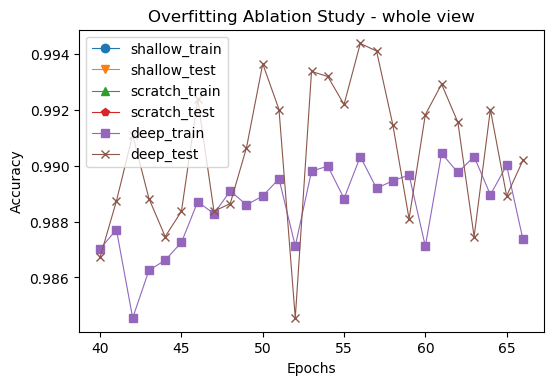 Overfitting Ablation Study - whole view
shallow_train
shallow_test
scratch_train
scratch_test
deep_train
deep_test
Accuracy
0.994
0.992
0.990
0.988
0.986
40 45 50 55 60 65
Epochs